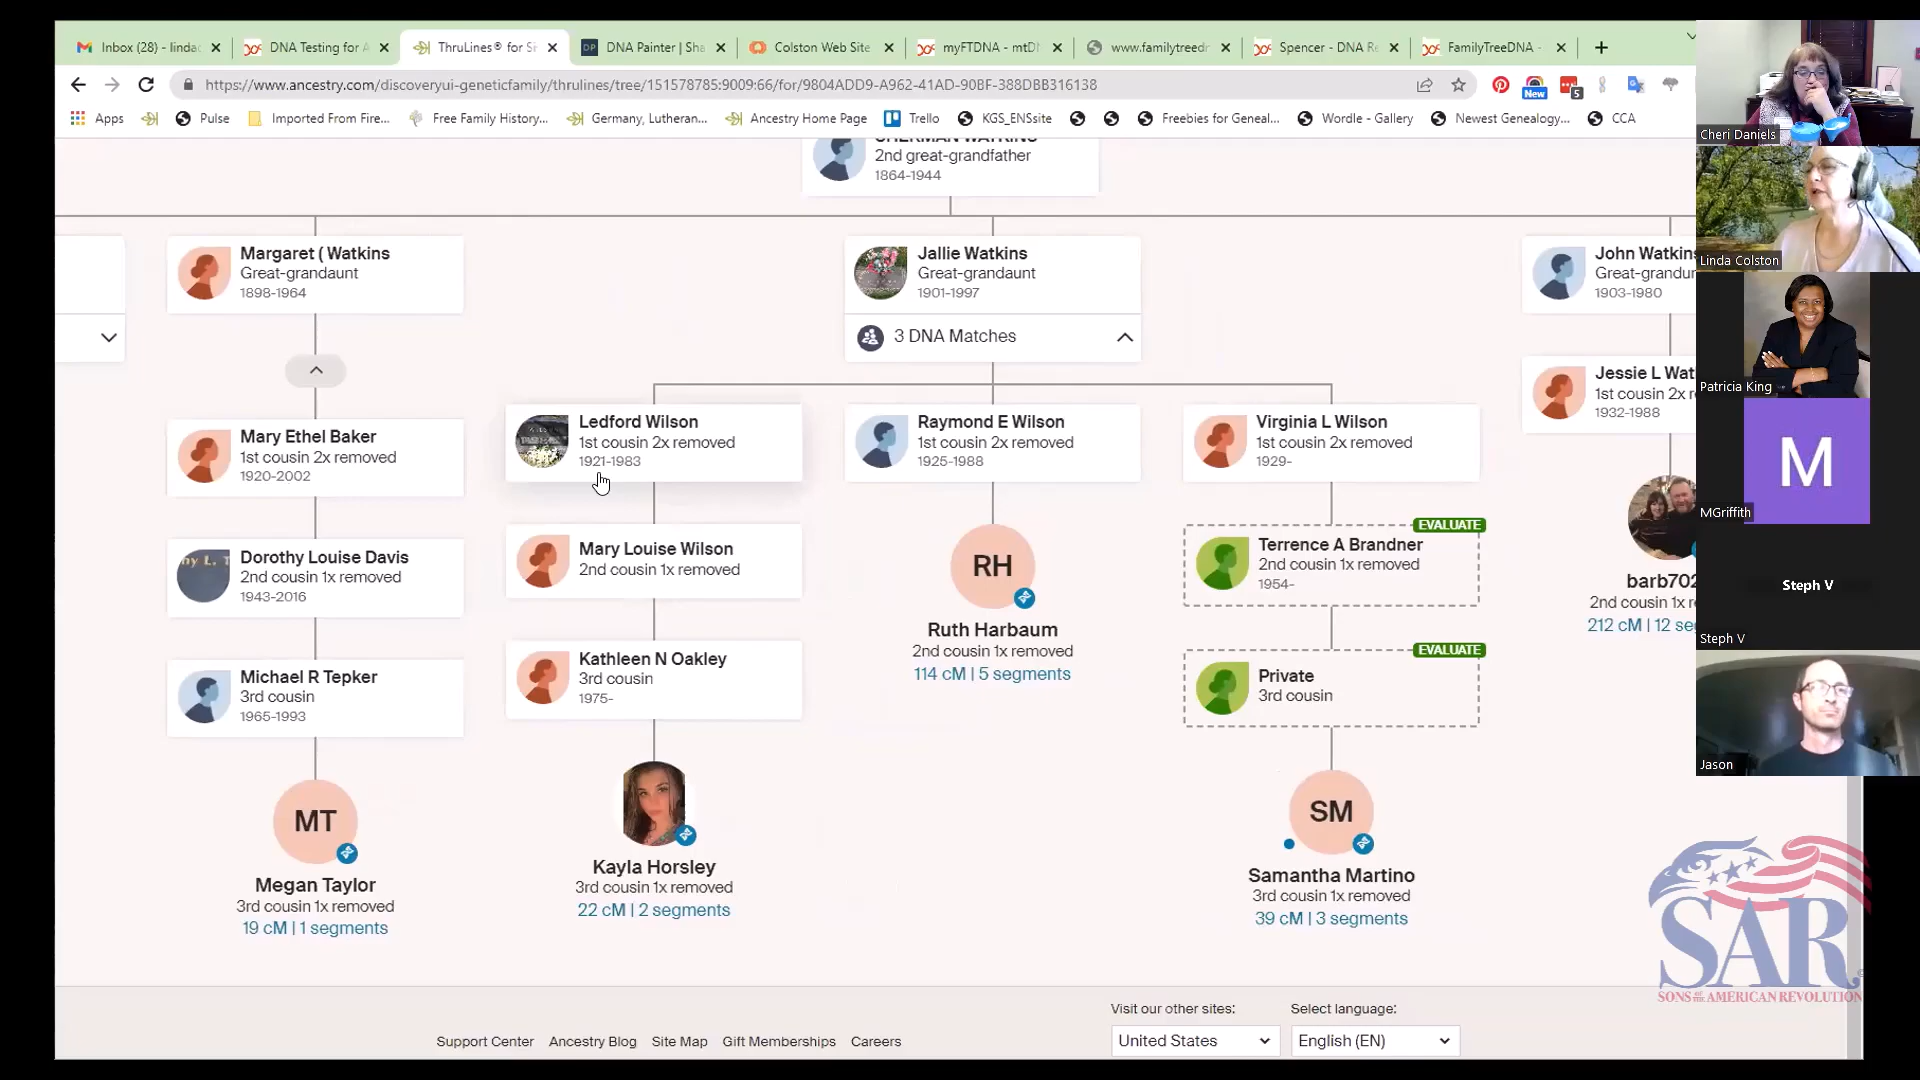 Inbox (28) - linda
DNA Testing for A
ThruLines® for S
DNA Painter | Sha
Colston Web Site
myFTDNA - mtD
www.familytreed
Spencer - DNA R
FamilyTreeDNA -
https://www.ancestry.com/discoveryui-geneticfamily/thrulines/tree/151578785:9009:66/for/9804ADD9-A962-41AD-90BF-388DBB316138
New
5
Apps
Pulse
Imported From Fire...
Free Family History...
Germany, Lutheran...
Ancestry Home Page
Trello
KGS_ENSsite
Freebies for Geneal...
Wordle - Gallery
Newest Genealogy...
CCA
SHERMAN WATKINS
2nd great-grandfather
1864-1944
Margaret ( Watkins
Great-grandaunt
1898-1964
Jallie Watkins
Great-grandaunt
1901-1997
3 DNA Matches
John Watkins
Great-grandun
1903-1980
Jessie L Wat
1st cousin 2x r
1932-1988
Mary Ethel Baker
1st cousin 2x removed
1920-2002
Ledford Wilson
1st cousin 2x removed
1921-1983
Raymond E Wilson
1st cousin 2x removed
1925-1988
Virginia L Wilson
1st cousin 2x removed
1929-
Dorothy Louise Davis
2nd cousin 1x removed
1943-2016
Mary Louise Wilson
2nd cousin 1x removed
RH
Ruth Harbaum
2nd cousin 1x removed
114 cM | 5 segments
EVALUATE
Terrence A Brandner
2nd cousin 1x removed
1954-
barb702
2nd cousin 1x r
212 cM | 12 se
Michael R Tepker
3rd cousin
1965-1993
Kathleen N Oakley
3rd cousin
1975-
EVALUATE
Private
3rd cousin
MT
Megan Taylor
3rd cousin 1x removed
19 cM | 1 segments
Kayla Horsley
3rd cousin 1x removed
22 cM | 2 segments
SM
Samantha Martino
3rd cousin 1x removed
39 cM | 3 segments
Visit our other sites:
Select language:
Support Center
Ancestry Blog
Site Map
Gift Memberships
Careers
United States
English (EN)
Cheri Daniels
Linda Colston
Patricia King
M
MGriffith
Steph V
Steph V
Jason
SAR
SONS OF THE AMERICAN REVOLUTION